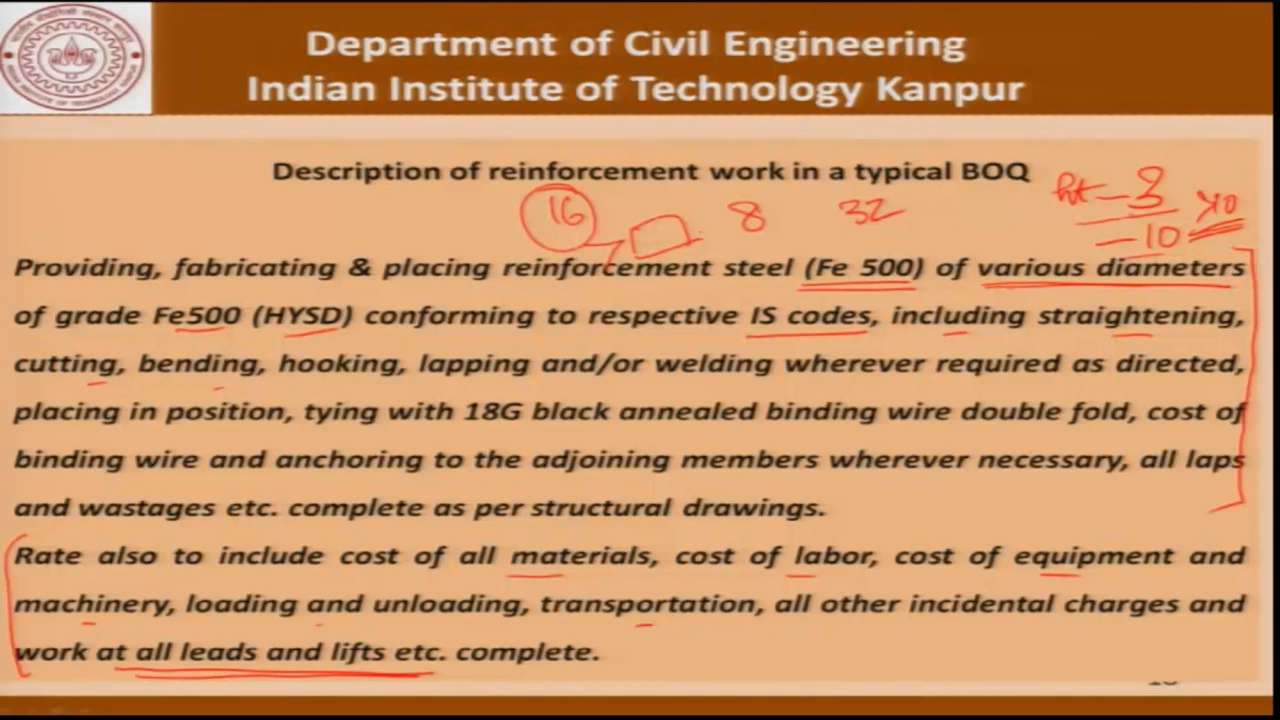 Department of Civil Engineering
Indian Institute of Technology Kanpur
Description of reinforcement work in a typical BOQ
16 8 32
Providing, fabricating & placing reinforcement steel (Fe 500) of various diameters
of grade Fe500 (HYSD) conforming to respective IS codes, including straightening,
cutting, bending, hooking, lapping and/or welding wherever required as directed,
placing in position, tying with 18G black annealed binding wire double fold, cost of
binding wire and anchoring to the adjoining members wherever necessary, all laps
and wastages etc. complete as per structural drawings.
Rate also to include cost of all materials, cost of labor, cost of equipment and
machinery, loading and unloading, transportation, all other incidental charges and
work at all leads and lifts etc. complete.